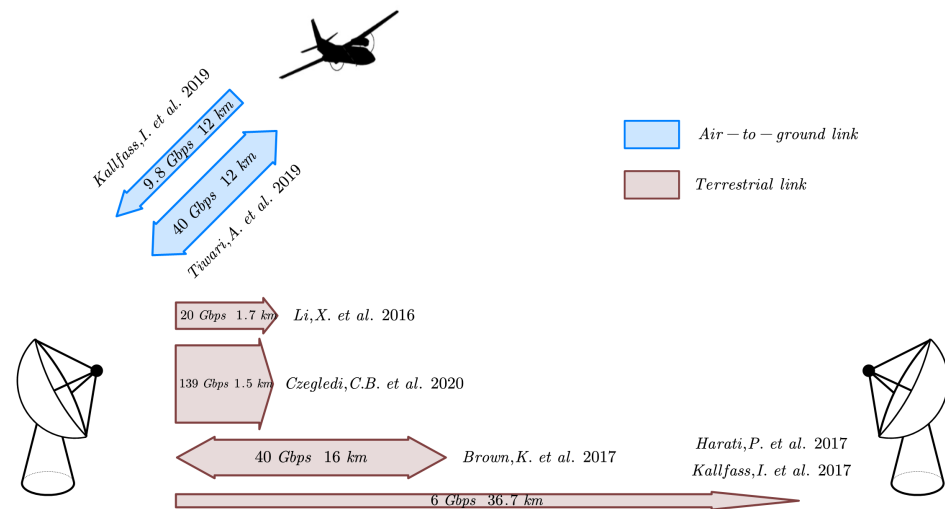 Kallfass,I. et al. 2019
9.8 Gbps 12 km
40 Gbps 12 km
Tiwari,A. et al. 2019
Air−to−ground link
Terrestrial link
20 Gbps 1.7 km
Li,X. et al. 2016
139 Gbps 1.5 km
Czegledi,C.B. et al. 2020
40 Gbps 16 km
Brown,K. et al. 2017
Harati,P. et al. 2017
Kallfass,I. et al. 2017
6 Gbps 36.7 km